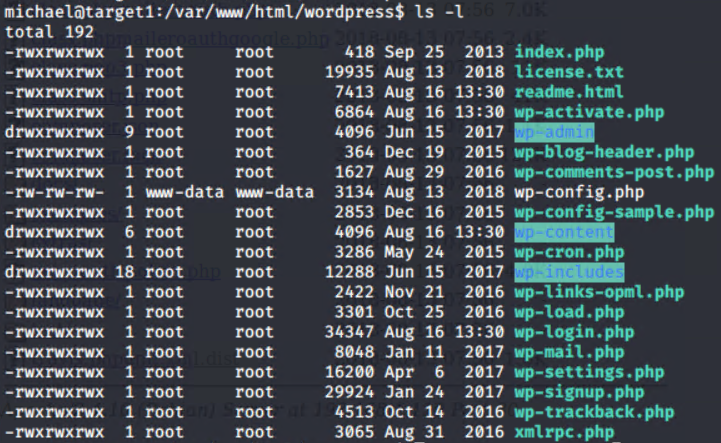 michael@target1:/var/www/html/wordpress$ ls -l
total 192
-rwxrwxrwx 1 root root 418 Sep 25 2013 index.php
-rwxrwxrwx 1 root root 19935 Aug 13 2018 license.txt
-rwxrwxrwx 1 root root 7413 Aug 16 13:30 readme.html
-rwxrwxrwx 1 root root 6864 Aug 16 13:30 wp-activate.php
drwxrwxrwx 9 root root 4096 Jun 15 2017 wp-admin
-rwxrwxrwx 1 root root 364 Dec 19 2015 wp-blog-header.php
-rwxrwxrwx 1 root root 1627 Aug 29 2016 wp-comments-post.php
-rw-rw-rw- 1 www-data www-data 3134 Aug 13 2018 wp-config.php
-rwxrwxrwx 1 root root 2853 Dec 16 2015 wp-config-sample.php
drwxrwxrwx 6 root root 4096 Aug 16 13:30 wp-content
-rwxrwxrwx 1 root root 3286 May 24 2015 wp-cron.php
drwxrwxrwx 18 root root 12288 Jun 15 2017 wp-includes
-rwxrwxrwx 1 root root 2422 Nov 21 2016 wp-links-opml.php
-rwxrwxrwx 1 root root 3301 Oct 25 2016 wp-load.php
-rwxrwxrwx 1 root root 34347 Aug 16 13:30 wp-login.php
-rwxrwxrwx 1 root root 8048 Jan 11 2017 wp-mail.php
-rwxrwxrwx 1 root root 16200 Apr 6 2017 wp-settings.php
-rwxrwxrwx 1 root root 29924 Jan 24 2017 wp-signup.php
-rwxrwxrwx 1 root root 4513 Oct 14 2016 wp-trackback.php
-rwxrwxrwx 1 root root 3065 Aug 31 2016 xmlrpc.php